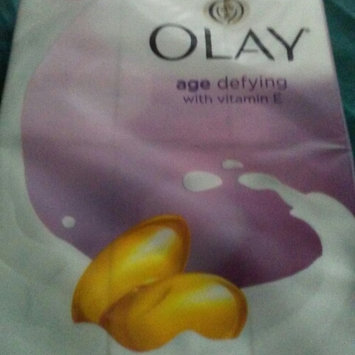 OLAY
age defying
with vitamin E